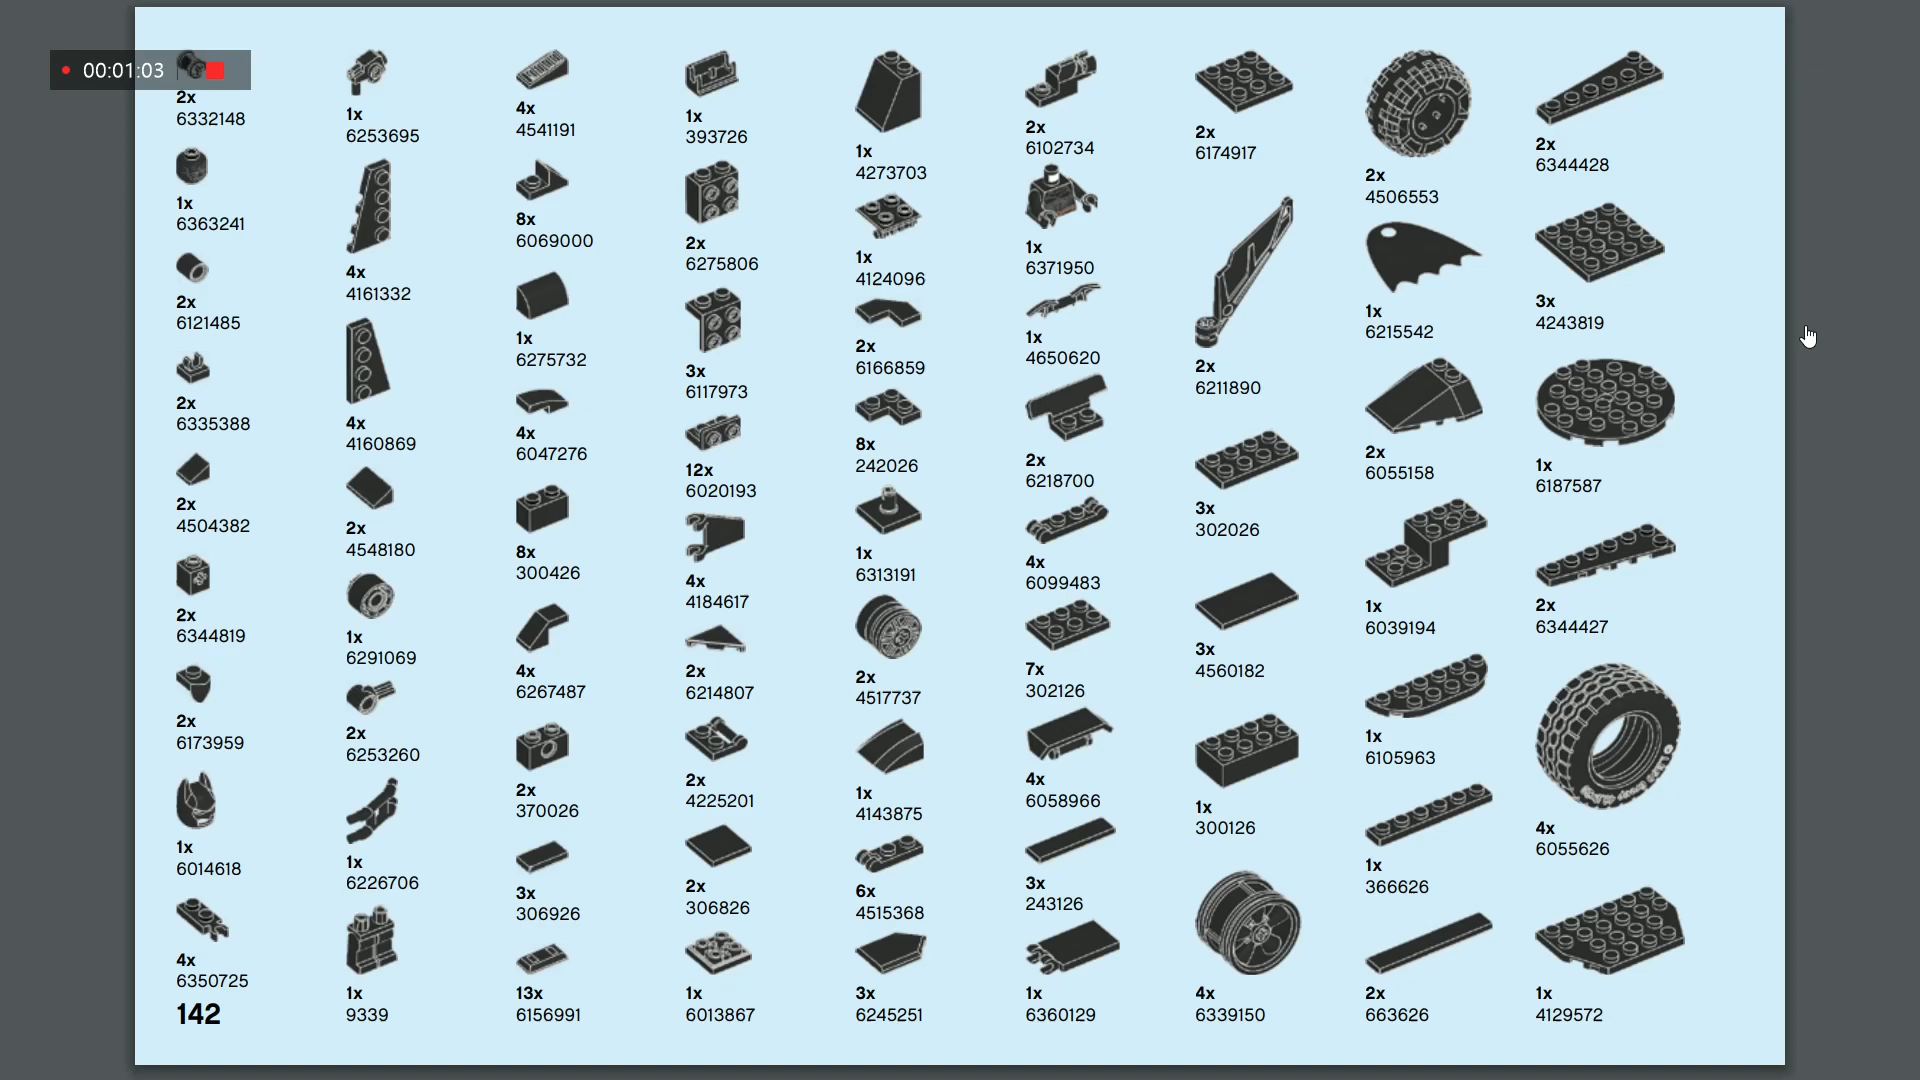 00:01:03
2x
6332148
1x
6363241
2x
6121485
2x
6335388
2x
4504382
2x
6344819
2x
6173959
1x
6014618
4x
6350725
142
1x
6253695
4x
4161332
4x
4160869
2x
4548180
1x
6291069
2x
6253260
1x
6226706
1x
9339
4x
4541191
8x
6069000
1x
6275732
4x
6047276
8x
300426
4x
6267487
2x
370026
3x
306926
13x
6156991
1x
393726
2x
6275806
3x
6117973
12x
6020193
4x
4184617
2x
6214807
2x
4225201
2x
306826
1x
6013867
1x
4273703
1x
4124096
2x
6166859
8x
242026
1x
6313191
2x
4517737
1x
4143875
6x
4515368
3x
6245251
2x
6102734
1x
6371950
1x
4650620
2x
6218700
4x
6099483
7x
302126
4x
6058966
3x
243126
1x
6360129
2x
6174917
2x
6211890
3x
302026
3x
4560182
1x
300126
4x
6339150
2x
4506553
1x
6215542
2x
6055158
1x
6039194
1x
6105963
1x
366626
2x
663626
2x
6344428
3x
4243819
1x
6187587
2x
6344427
4x
6055626
1x
4129572